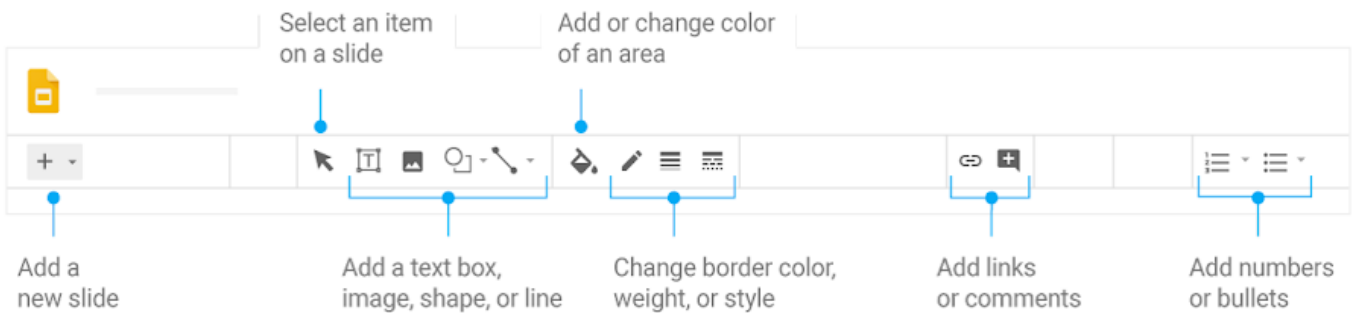 Select an item
on a slide
Add or change color
of an area
Add a
new slide
Add a text box,
image, shape, or line
Change border color,
weight, or style
Add links
or comments
Add numbers
or bullets